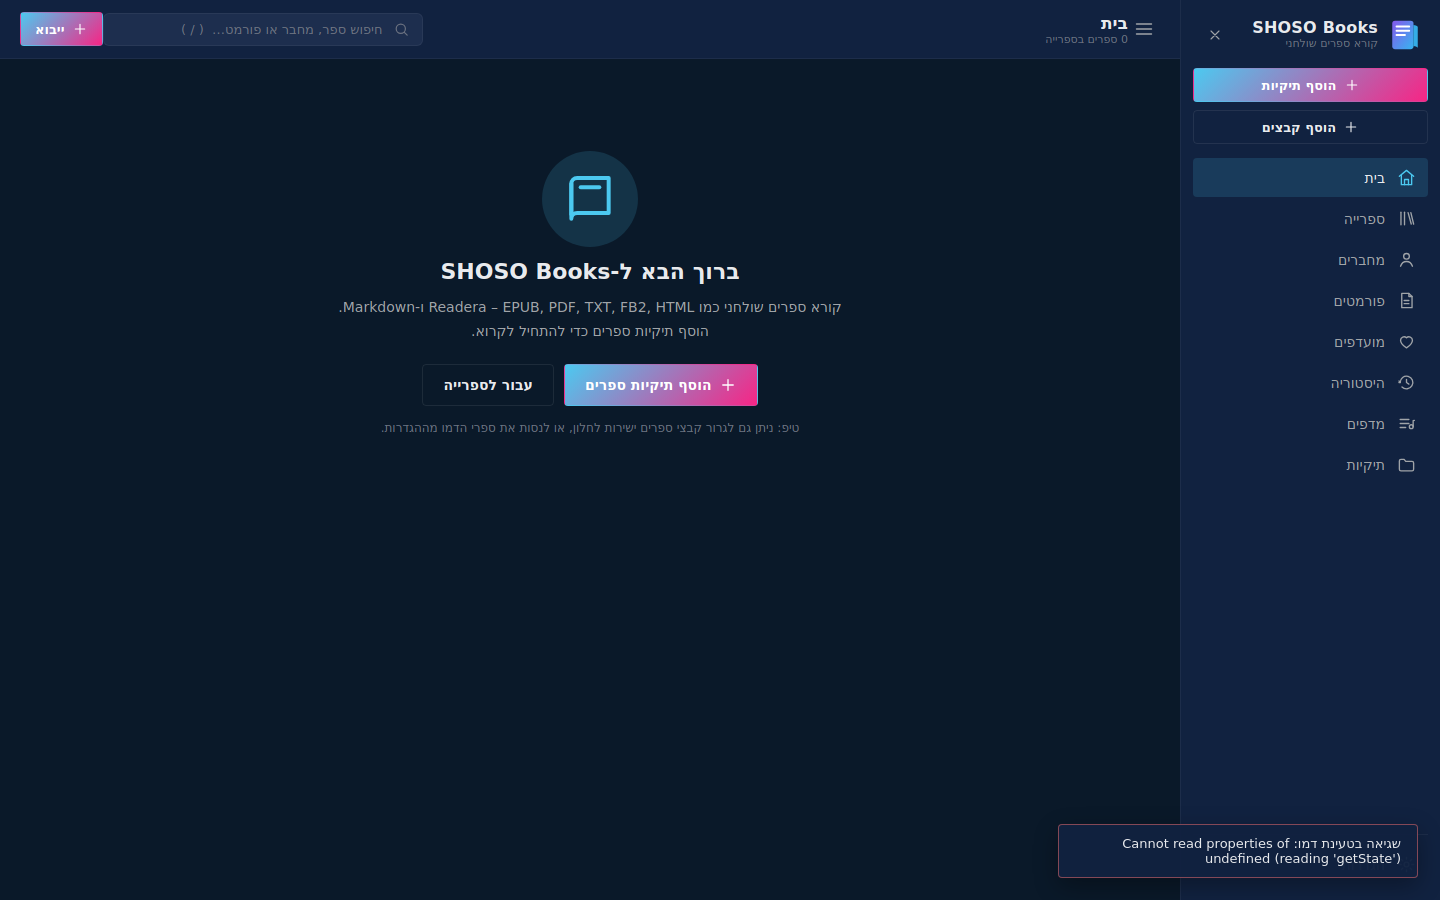 SHOSO Books
קורא ספרים שולחני
הוסף תיקיות
הוסף קבצים
בית
ספרייה
מחברים
פורמטים
מועדפים
היסטוריה
מדפים
תיקיות
בית
0 ספרים בספרייה
חיפוש ספר, מחבר או פורמט... ( / )
ייבוא
ברוך הבא ל-SHOSO Books
קורא ספרים שולחני כמו Readera – EPUB, PDF, TXT, FB2, HTML ו-Markdown.
הוסף תיקיות ספרים כדי להתחיל לקרוא.
הוסף תיקיות ספרים
עבור לספרייה
טיפ: ניתן גם לגרור קבצי ספרים ישירות לחלון, או לנסות את ספרי הדמו מההגדרות.
שגיאה בטעינת דמו: Cannot read properties of
undefined (reading 'getState')